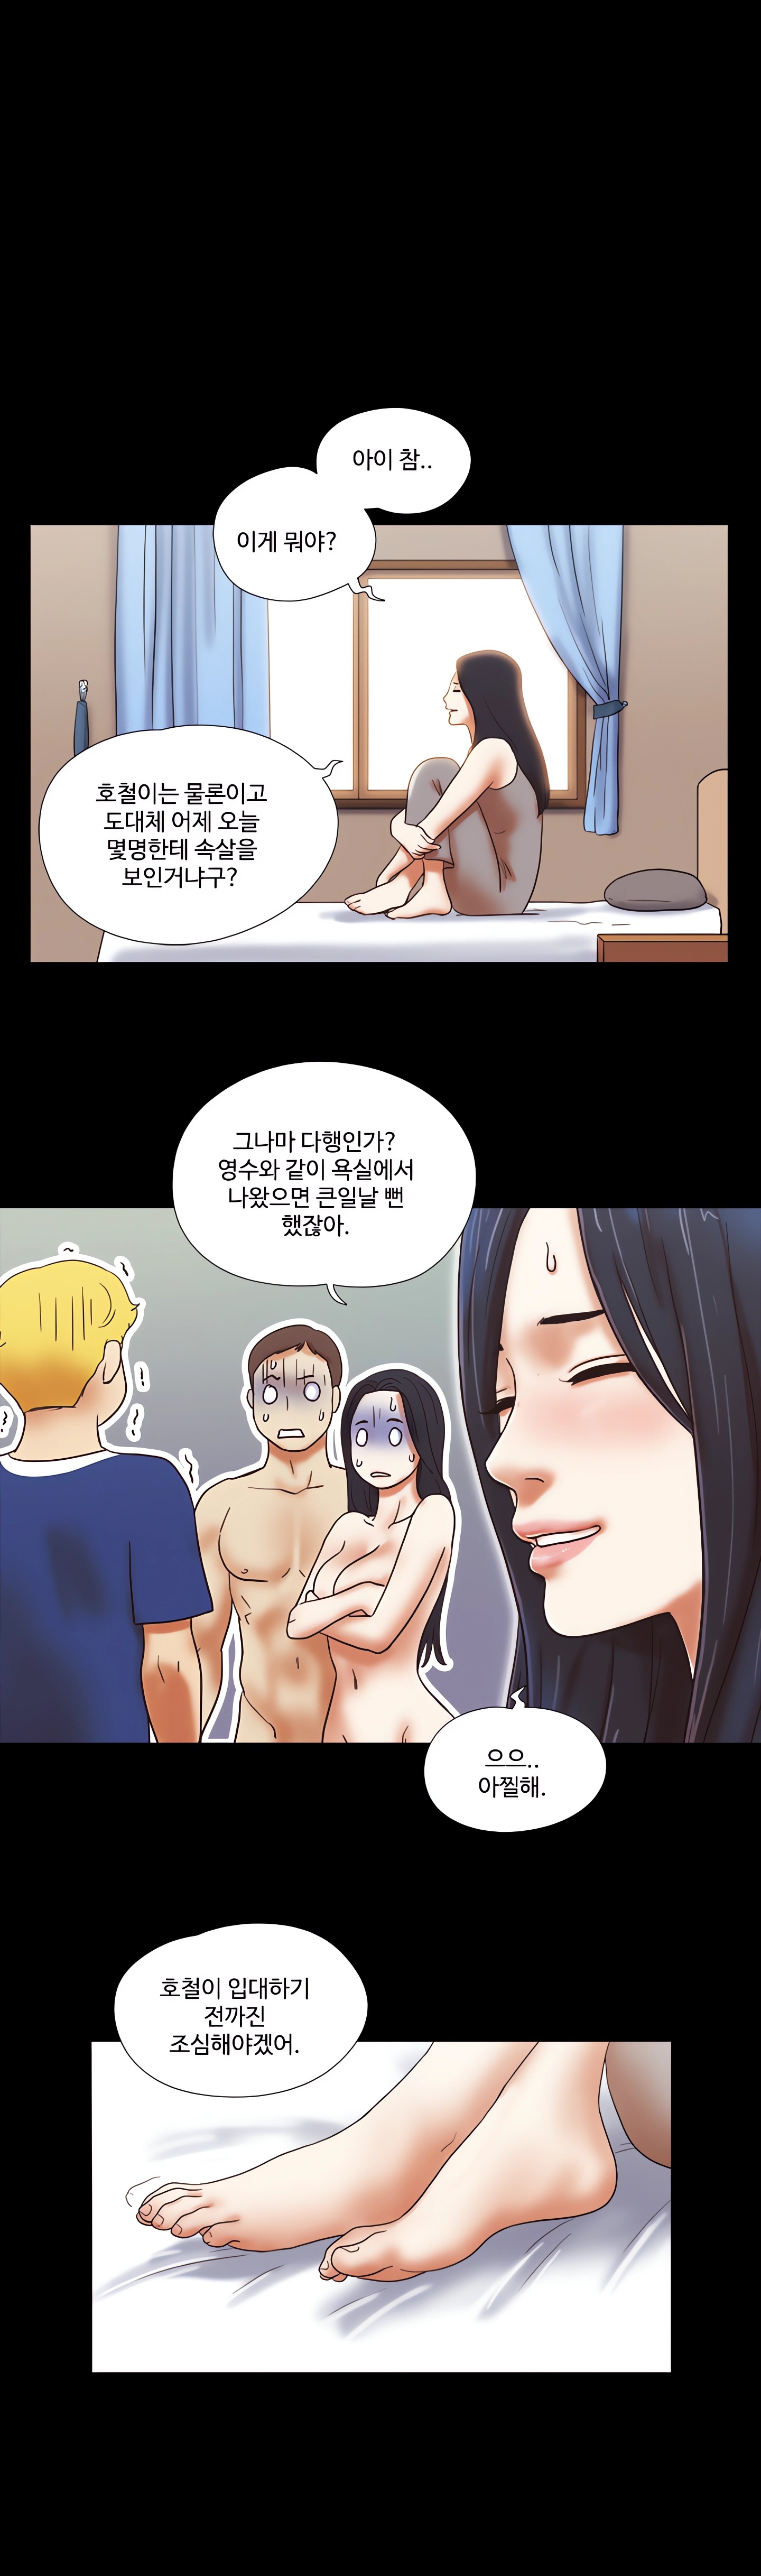 아이 참..
이게 뭐야?
호철이는 물론이고
도대체 어제 오늘
몇명한테 속살을
보인거냐구?
그나마 다행인가?
영수와 같이 욕실에서
나왔으면 큰일날 뻔
했잖아.
으으..
아찔해.
호철이 입대하기
전까진
조심해야겠어.